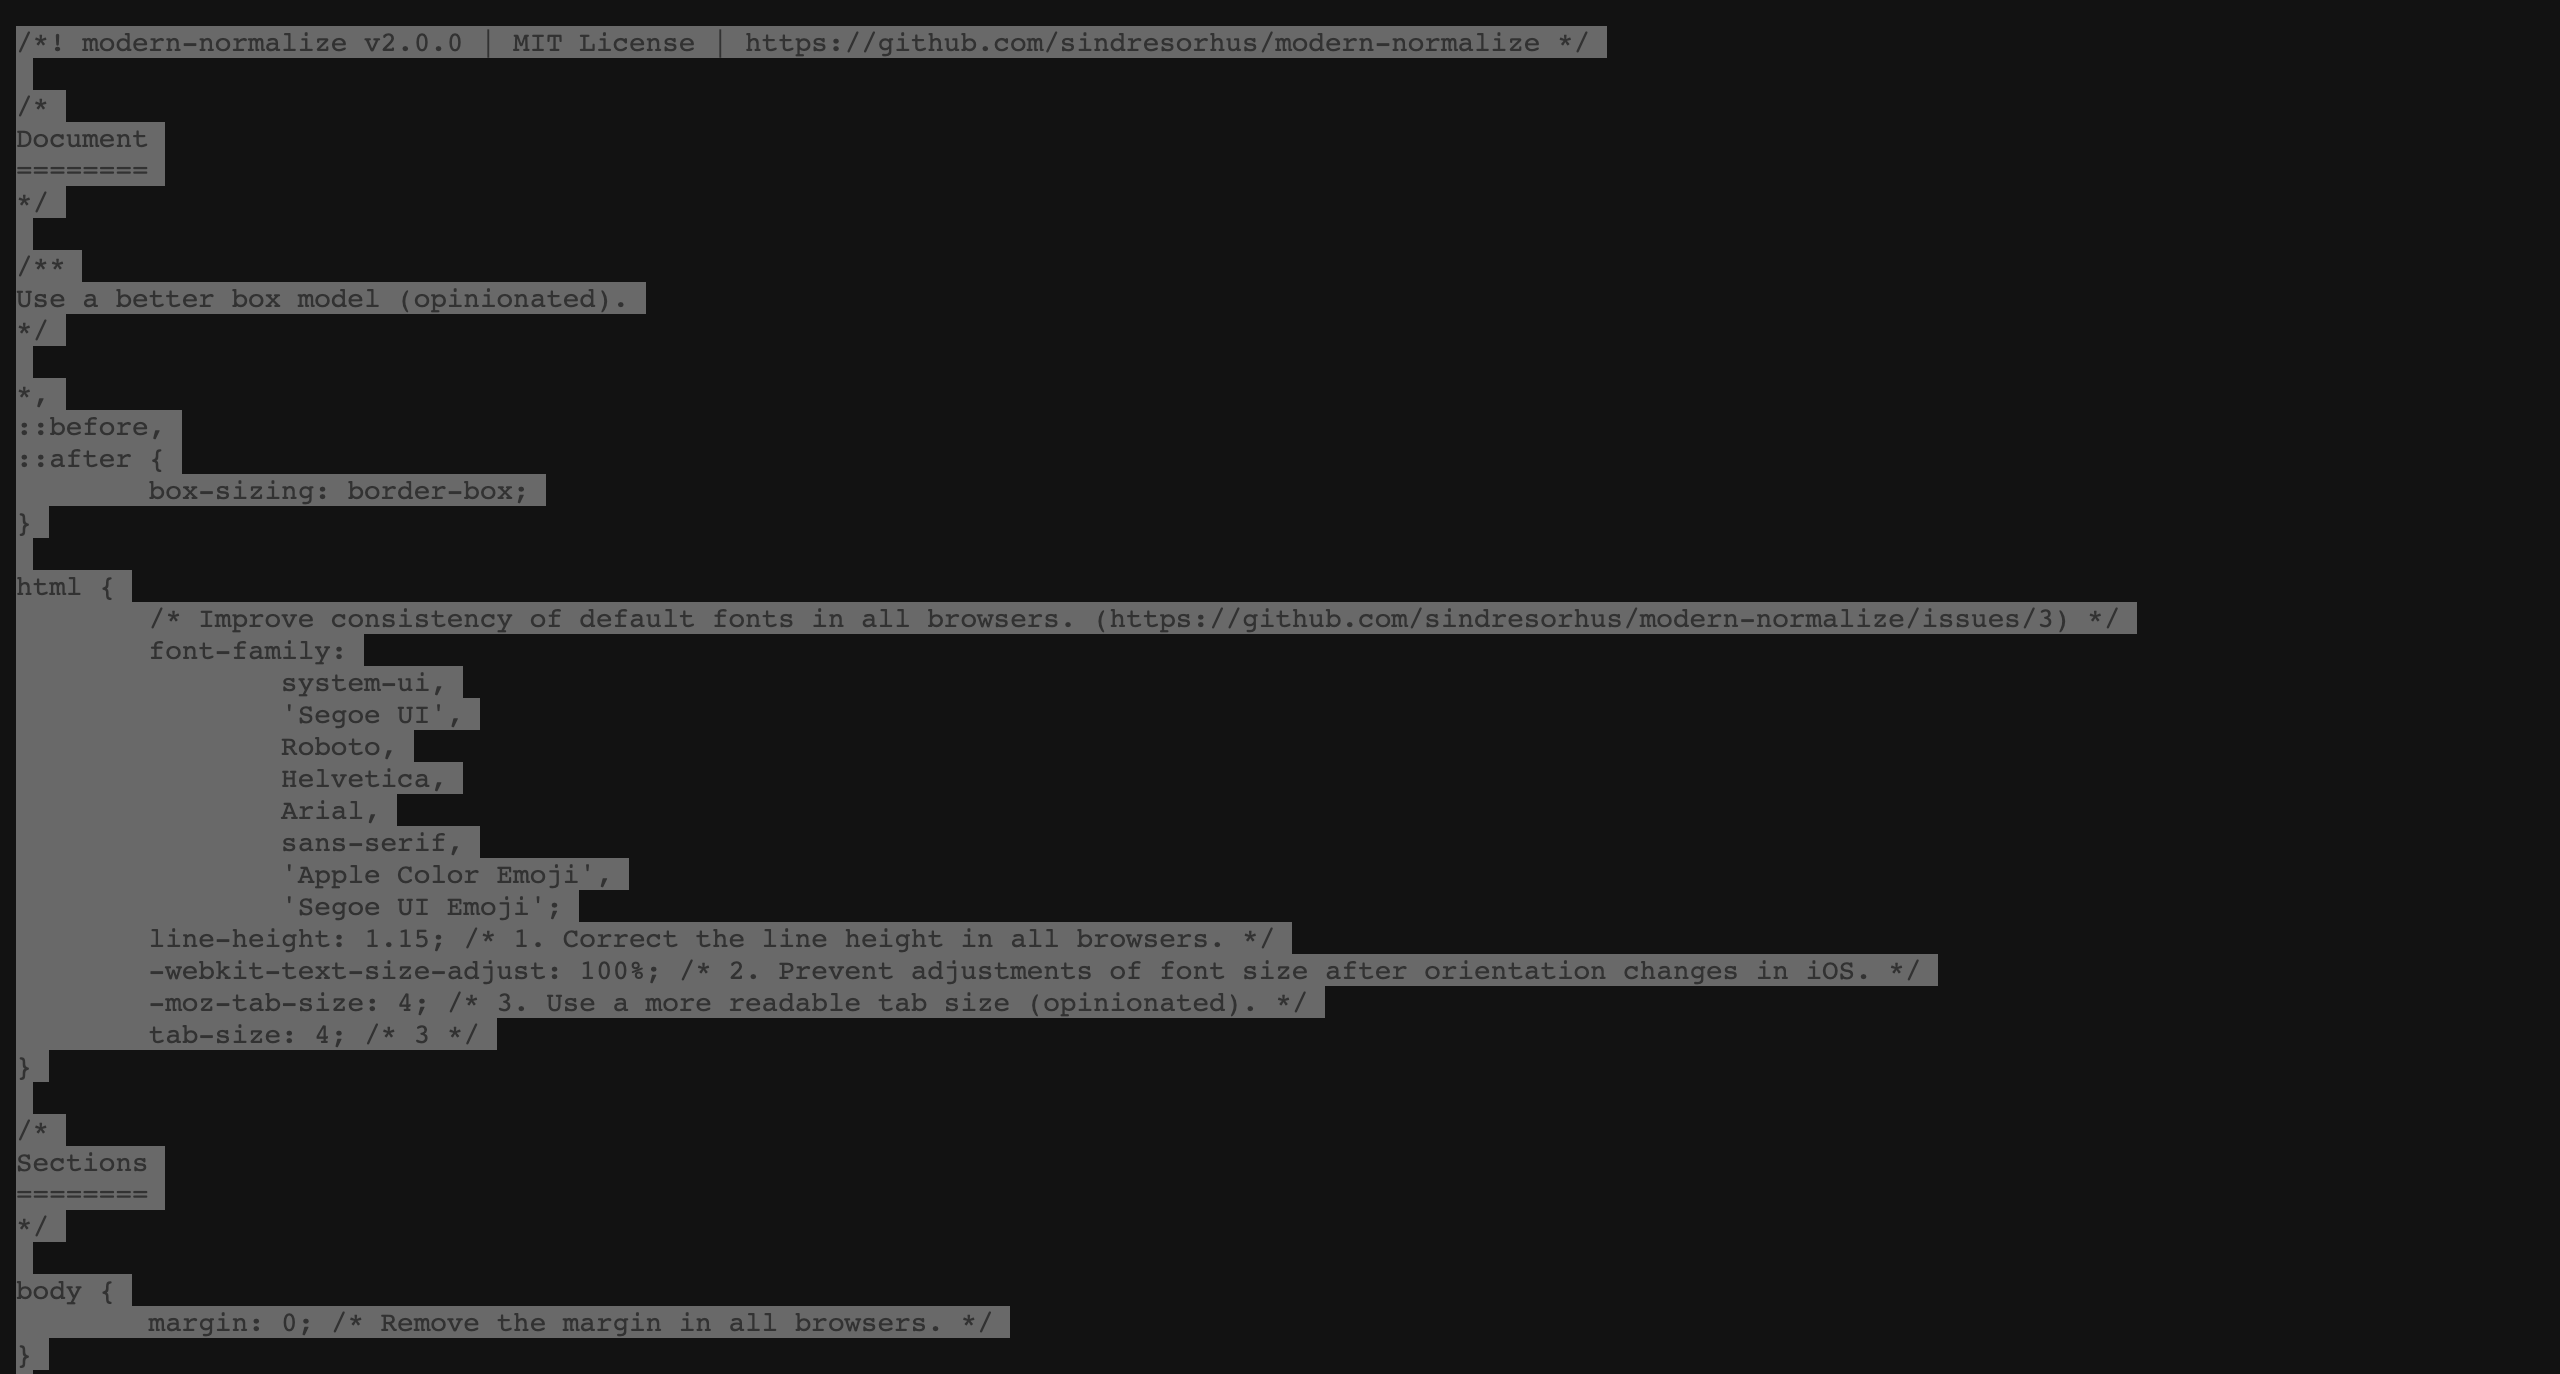 /*! modern-normalize v2.0.0 | MIT License | https://github.com/sindresorhus/modern-normalize */

/*
Document
========
*/

/**
Use a better box model (opinionated).
*/

*,
::before,
::after {
	box-sizing: border-box;
}

html {
	/* Improve consistency of default fonts in all browsers. (https://github.com/sindresorhus/modern-normalize/issues/3) */
	font-family:
		system-ui,
		'Segoe UI',
		Roboto,
		Helvetica,
		Arial,
		sans-serif,
		'Apple Color Emoji',
		'Segoe UI Emoji';
	line-height: 1.15; /* 1. Correct the line height in all browsers. */
	-webkit-text-size-adjust: 100%; /* 2. Prevent adjustments of font size after orientation changes in iOS. */
	-moz-tab-size: 4; /* 3. Use a more readable tab size (opinionated). */
	tab-size: 4; /* 3 */
}

/*
Sections
========
*/

body {
	margin: 0; /* Remove the margin in all browsers. */
}